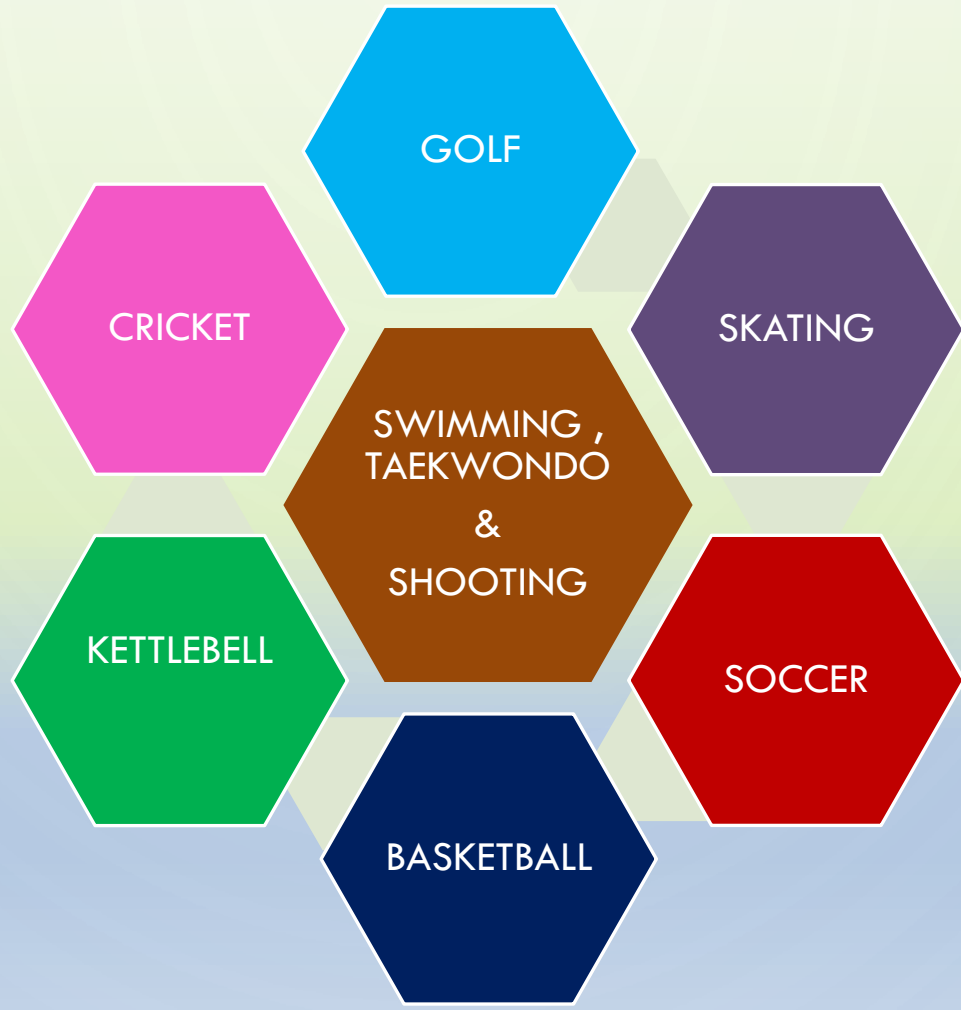 GOLF
CRICKET
SKATING
SWIMMING ,
TAEKWONDO
&
SHOOTING
KETTLEBELL
SOCCER
BASKETBALL